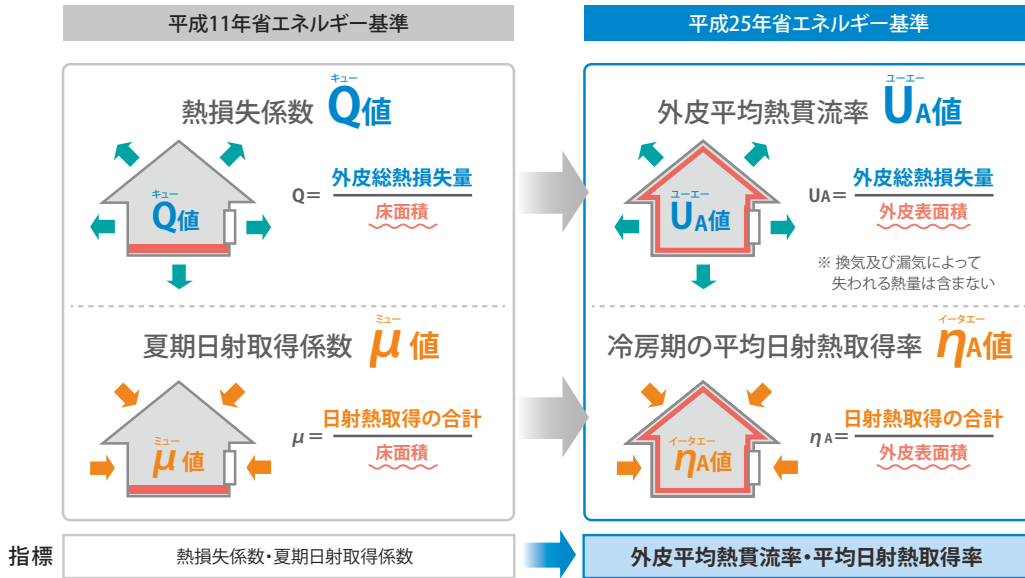 平成11年省エネルギー基準
平成25年省エネルギー基準
キュー
熱損失係数 Q値
キュー
Q値
Q= 外皮総熱損失量
床面積
ユーエー
外皮平均熱貫流率 UA値
ユーエー
UA値
UA= 外皮総熱損失量
外皮表面積
※ 換気及び漏気によって
失われる熱量は含まない
ミュー
夏期日射取得係数 μ値
ミュー
μ値
μ= 日射熱取得の合計
床面積
イータエー
冷房期の平均日射熱取得率 ηA値
イータエー
ηA値
ηA= 日射熱取得の合計
外皮表面積
指標
熱損失係数・夏期日射取得係数
外皮平均熱貫流率・平均日射熱取得率